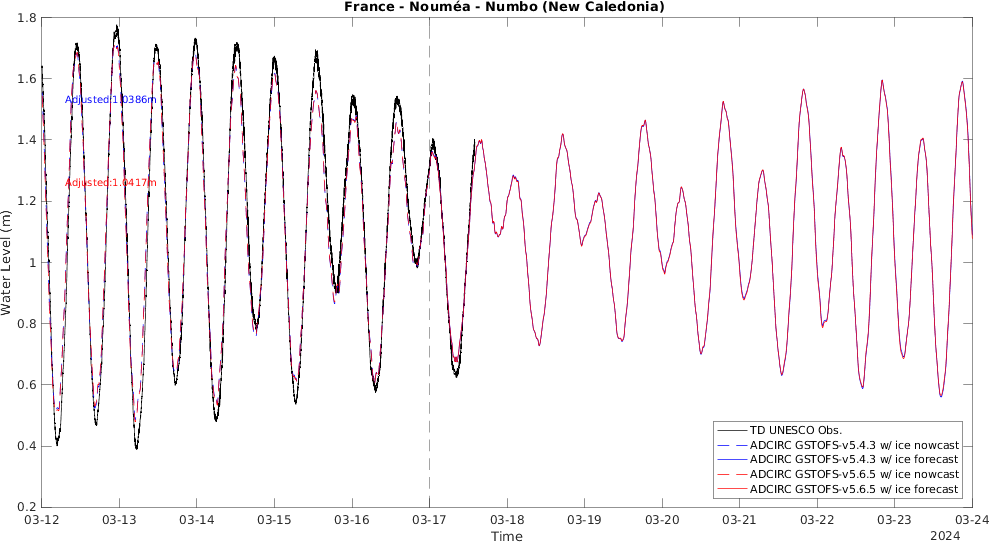 France - Nouméa - Numbo (New Caledonia)
1.8
1.6
1.4
1.2
1
0.8
0.6
0.4
0.2
Water Level (m)
Adjusted:1.0386m
Adjusted:1.0417m
TD UNESCO Obs.
ADCIRC GSTOFS-v5.4.3 w/ ice nowcast
ADCIRC GSTOFS-v5.4.3 w/ ice forecast
ADCIRC GSTOFS-v5.6.5 w/ ice nowcast
ADCIRC GSTOFS-v5.6.5 w/ ice forecast
03-12 03-13 03-14 03-15 03-16 03-17 03-18 03-19 03-20 03-21 03-22 03-23 03-24
Time
2024